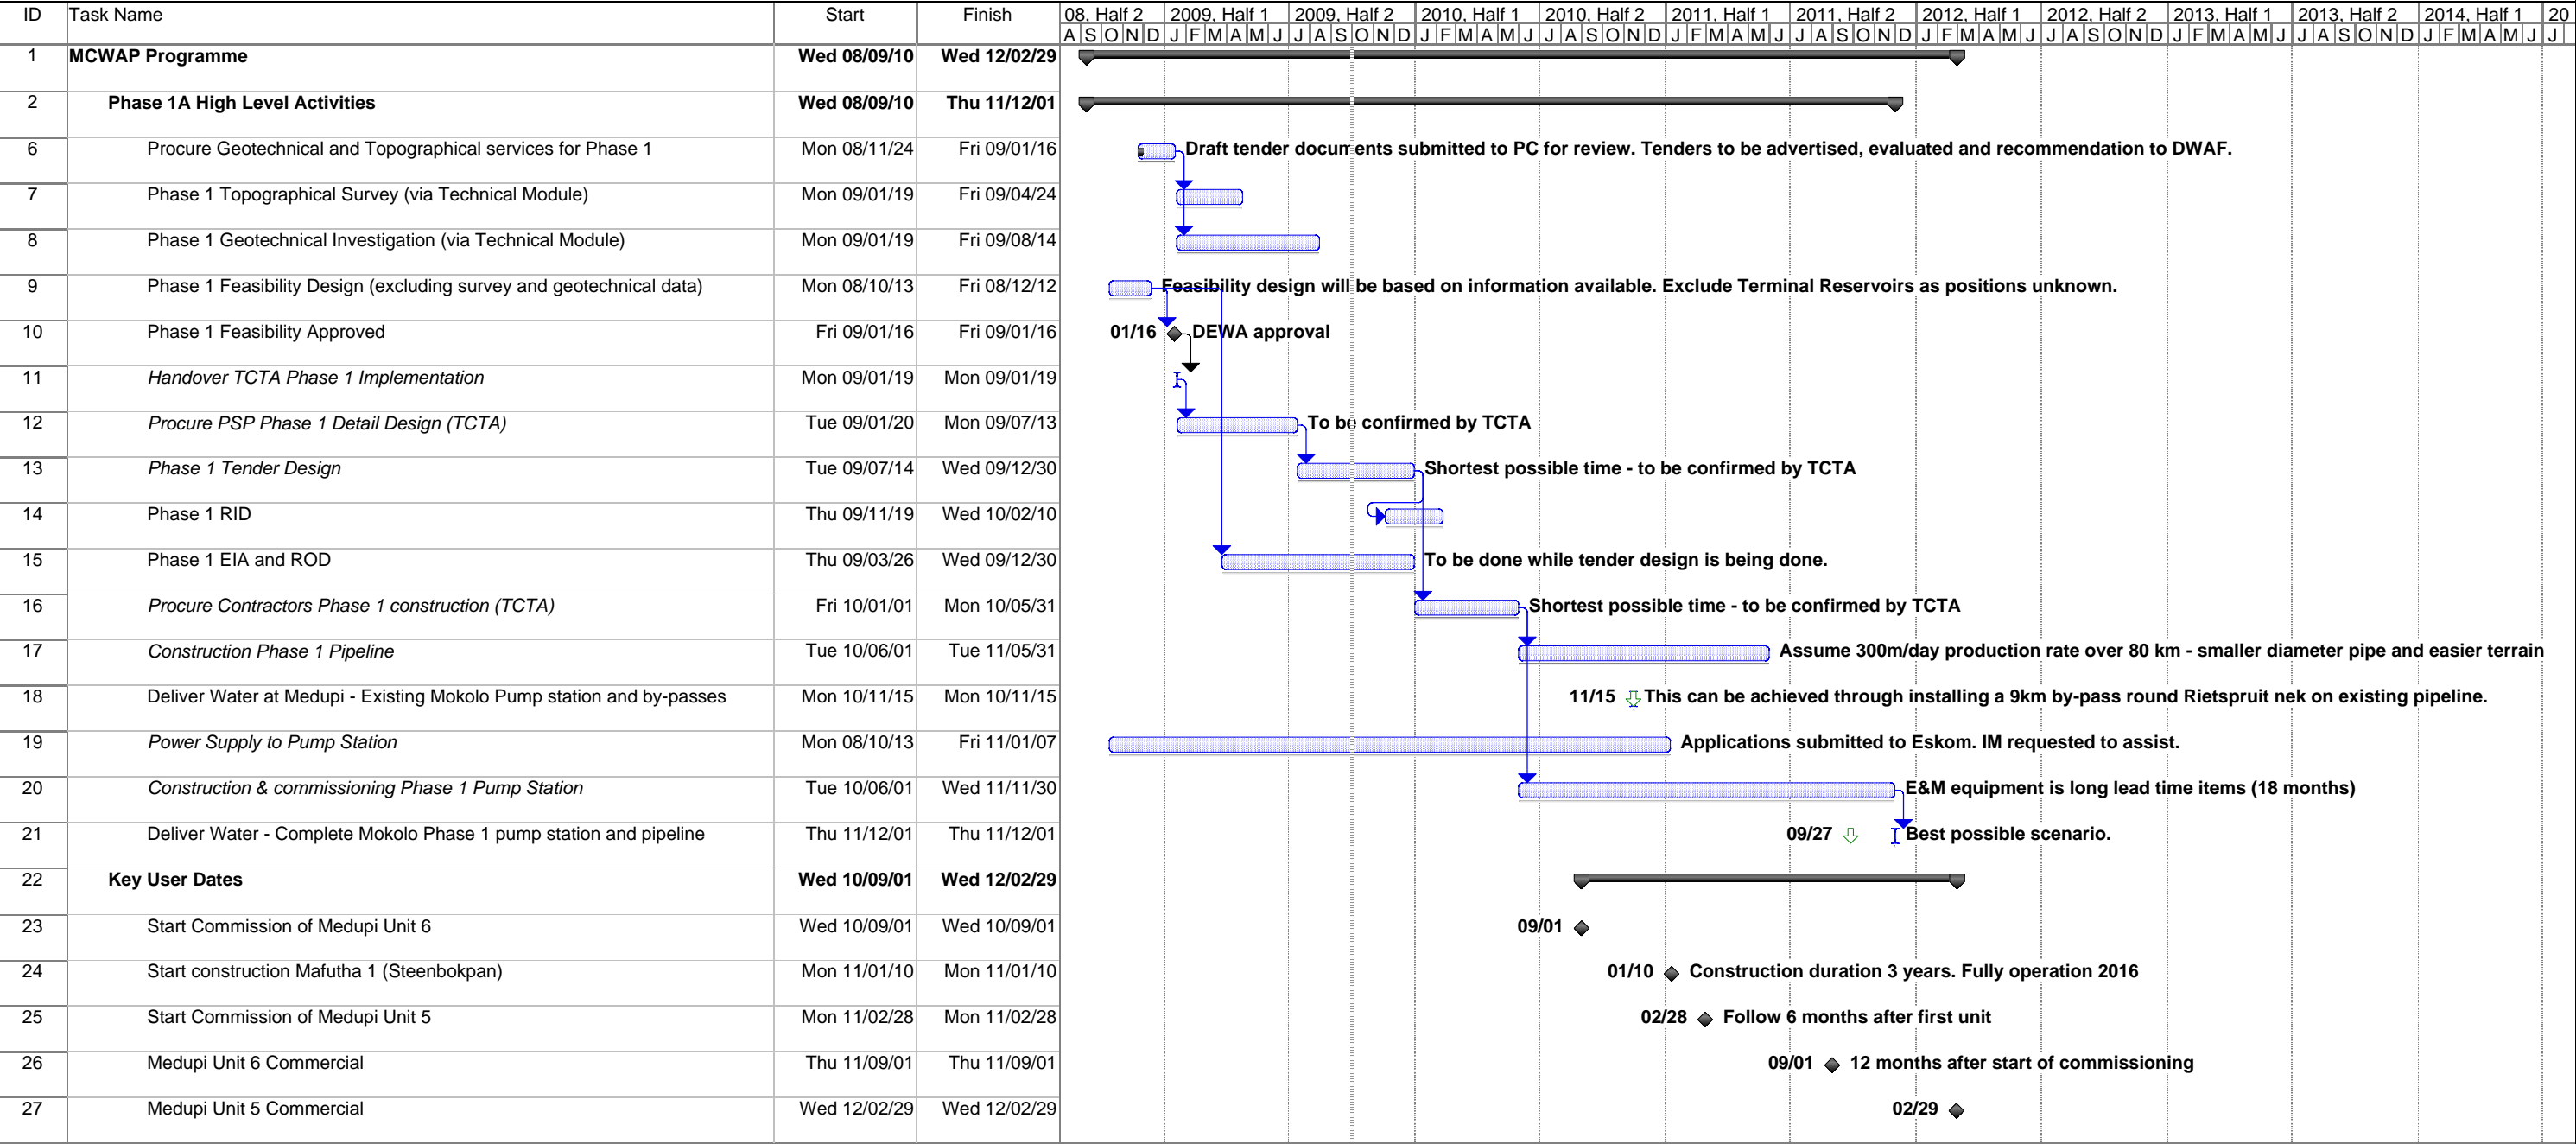 ID Task Name Start Finish 08, Half 2 2009, Half 1 2009, Half 2 2010, Half 1 2010, Half 2 2011, Half 1 2011, Half 2 2012, Half 1 2012, Half 2 2013, Half 1 2013, Half 2 2014, Half 1 20
A S O N D J F M A M J J A S O N D J F M A M J J A S O N D J F M A M J J A S O N D J F M A M J J A S O N D J F M A M J J A S O N D J F M A M J J
1 MCWAP Programme Wed 08/09/10 Wed 12/02/29
2 Phase 1A High Level Activities Wed 08/09/10 Thu 11/12/01
6 Procure Geotechnical and Topographical services for Phase 1 Mon 08/11/24 Fri 09/01/16 Draft tender documents submitted to PC for review. Tenders to be advertised, evaluated and recommendation to DWAF.
7 Phase 1 Topographical Survey (via Technical Module) Mon 09/01/19 Fri 09/04/24
8 Phase 1 Geotechnical Investigation (via Technical Module) Mon 09/01/19 Fri 09/08/14
9 Phase 1 Feasibility Design (excluding survey and geotechnical data) Mon 08/10/13 Fri 08/12/12 Feasibility design will be based on information available. Exclude Terminal Reservoirs as positions unknown.
10 Phase 1 Feasibility Approved Fri 09/01/16 Fri 09/01/16 01/16 DEWA approval
11 Handover TCTA Phase 1 Implementation Mon 09/01/19 Mon 09/01/19
12 Procure PSP Phase 1 Detail Design (TCTA) Tue 09/01/20 Mon 09/07/13 To be confirmed by TCTA
13 Phase 1 Tender Design Tue 09/07/14 Wed 09/12/30 Shortest possible time - to be confirmed by TCTA
14 Phase 1 RID Thu 09/11/19 Wed 10/02/10
15 Phase 1 EIA and ROD Thu 09/03/26 Wed 09/12/30 To be done while tender design is being done.
16 Procure Contractors Phase 1 construction (TCTA) Fri 10/01/01 Mon 10/05/31 Shortest possible time - to be confirmed by TCTA
17 Construction Phase 1 Pipeline Tue 10/06/01 Tue 11/05/31 Assume 300m/day production rate over 80 km - smaller diameter pipe and easier terrain
18 Deliver Water at Medupi - Existing Mokolo Pump station and by-passes Mon 10/11/15 Mon 10/11/15 11/15 This can be achieved through installing a 9km by-pass round Rietspruit nek on existing pipeline.
19 Power Supply to Pump Station Mon 08/10/13 Fri 11/01/07 Applications submitted to Eskom. IM requested to assist.
20 Construction & commissioning Phase 1 Pump Station Tue 10/06/01 Wed 11/11/30 E&M equipment is long lead time items (18 months)
21 Deliver Water - Complete Mokolo Phase 1 pump station and pipeline Thu 11/12/01 Thu 11/12/01 09/27 Best possible scenario.
22 Key User Dates Wed 10/09/01 Wed 12/02/29
23 Start Commission of Medupi Unit 6 Wed 10/09/01 Wed 10/09/01 09/01
24 Start construction Mafutha 1 (Steenbokpan) Mon 11/01/10 Mon 11/01/10 01/10 Construction duration 3 years. Fully operation 2016
25 Start Commission of Medupi Unit 5 Mon 11/02/28 Mon 11/02/28 02/28 Follow 6 months after first unit
26 Medupi Unit 6 Commercial Thu 11/09/01 Thu 11/09/01 09/01 12 months after start of commissioning
27 Medupi Unit 5 Commercial Wed 12/02/29 Wed 12/02/29 02/29